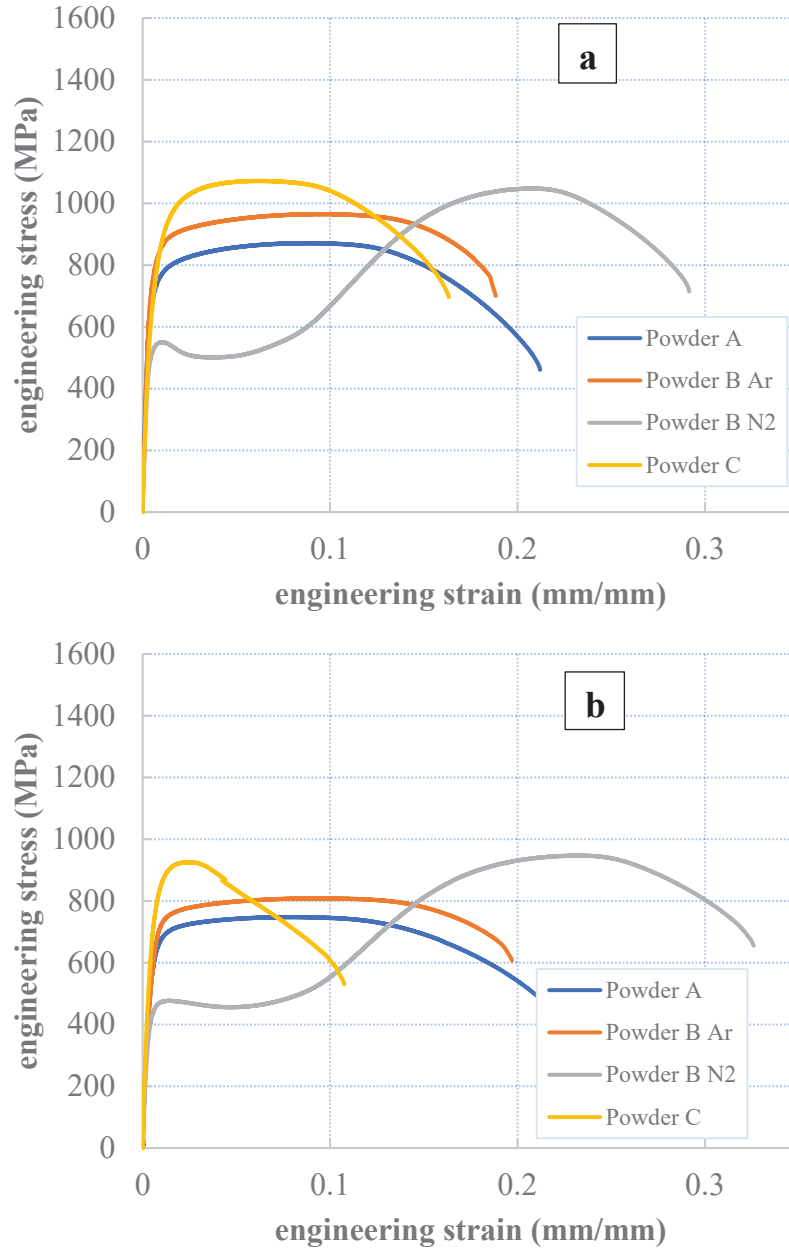 a
1600
1400
1200
1000
800
600
400
200
0
engineering stress (MPa)
Powder A
Powder B Ar
Powder B N2
Powder C
0 0.1 0.2 0.3
engineering strain (mm/mm)
b
1600
1400
1200
1000
800
600
400
200
0
engineering stress (MPa)
Powder A
Powder B Ar
Powder B N2
Powder C
0 0.1 0.2 0.3
engineering strain (mm/mm)